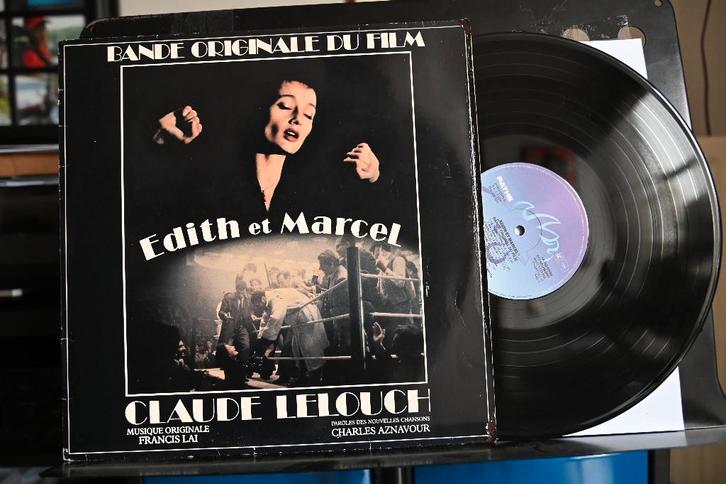 BANDE ORIGINALE DU FILM
Edith et Marcel
CLAUDE LELOUCH
MUSIQUE ORIGINALE
FRANCIS LAI
PAROLES DES NOUVELLES CHANSONS
CHARLES AZNAVOUR
PATHE